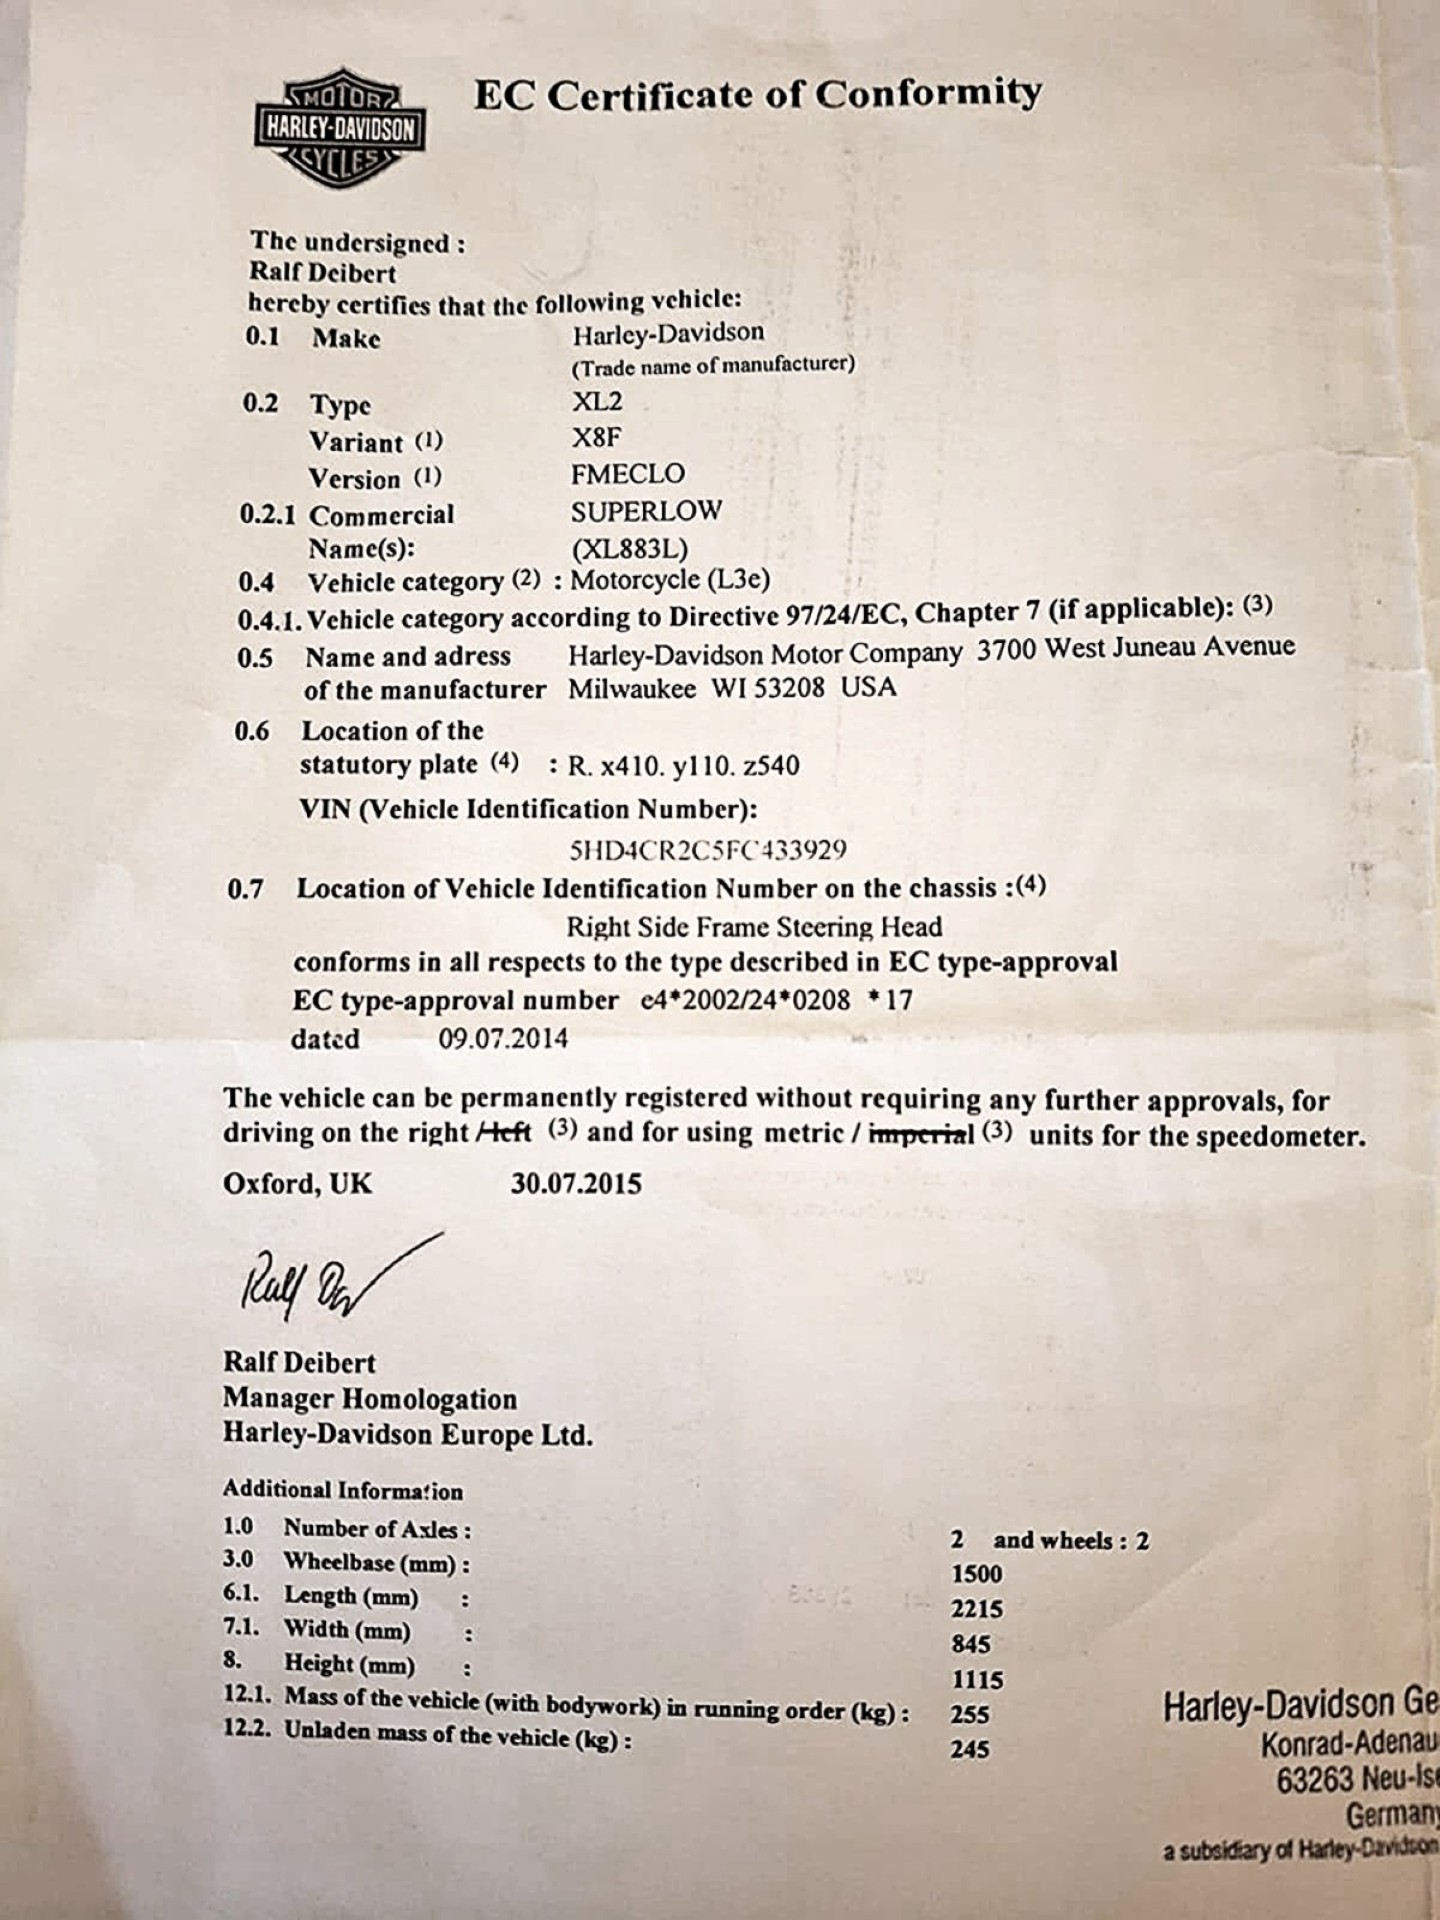 MOTOR
HARLEY-DAVIDSON
CYCLES
EC Certificate of Conformity
The undersigned :
Ralf Deibert
hereby certifies that the following vehicle:
0.1 Make Harley-Davidson
(Trade name of manufacturer)
0.2 Type XL2
Variant (1) X8F
Version (1) FMECLO
0.2.1 Commercial SUPERLOW
Name(s): (XL883L)
0.4 Vehicle category (2) : Motorcycle (L3e)
0.4.1. Vehicle category according to Directive 97/24/EC, Chapter 7 (if applicable): (3)
0.5 Name and adress Harley-Davidson Motor Company 3700 West Juneau Avenue
of the manufacturer Milwaukee WI 53208 USA
0.6 Location of the
statutory plate (4) : R. x410. y110. z540
VIN (Vehicle Identification Number):
5HD4CR2C5FC433929
0.7 Location of Vehicle Identification Number on the chassis :(4)
Right Side Frame Steering Head
conforms in all respects to the type described in EC type-approval
EC type-approval number e4*2002/24*0208 *17
dated 09.07.2014
The vehicle can be permanently registered without requiring any further approvals, for
driving on the right /left (3) and for using metric / imperial (3) units for the speedometer.
Oxford, UK 30.07.2015
Ralf Deibert
Manager Homologation
Harley-Davidson Europe Ltd.
Additional Information
1.0 Number of Axles : 2 and wheels : 2
3.0 Wheelbase (mm) : 1500
6.1. Length (mm) : 2215
7.1. Width (mm) : 845
8. Height (mm) : 1115
12.1. Mass of the vehicle (with bodywork) in running order (kg) : 255
12.2. Unladen mass of the vehicle (kg) : 245
Harley-Davidson Ge
Konrad-Adenau
63263 Neu-Ise
Germany
a subsidiary of Harley-Davidson